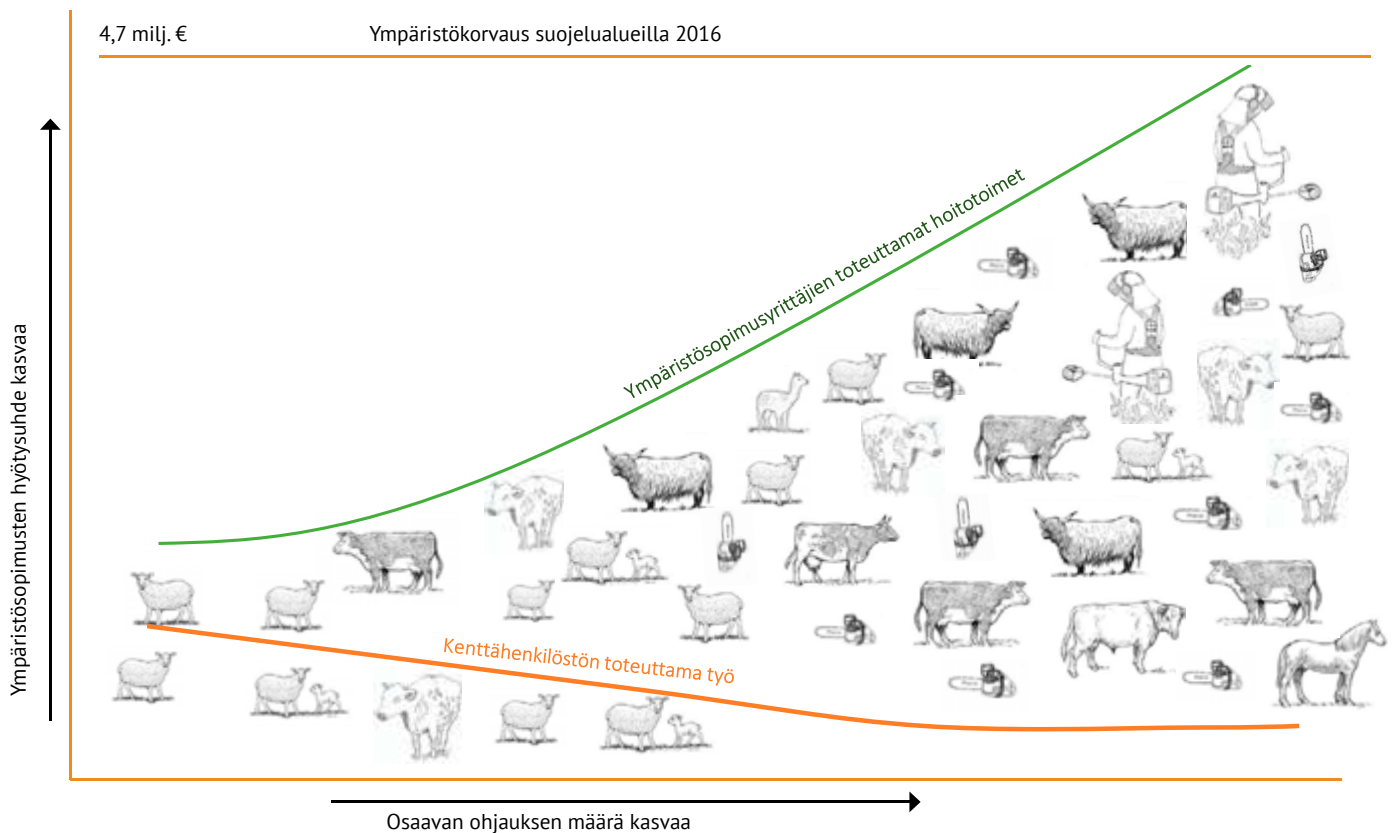 4,7 milj. €
Ympäristökorvaus suojelualueilla 2016
Ympäristösopimusten hyötysuhde kasvaa
Ympäristösopimusyrittäjien toteuttamat hoitotoimet
Kenttähenkilöstön toteuttama työ
Osaavan ohjauksen määrä kasvaa